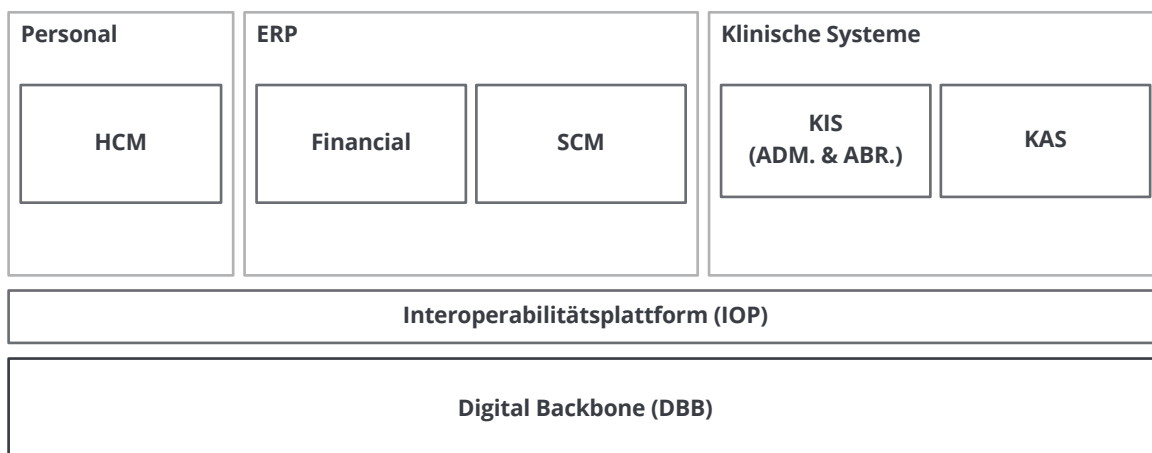 Personal
ERP
Klinische Systeme
HCM
Financial
SCM
KIS
(ADM. & ABR.)
KAS
Interoperabilitätsplattform (IOP)
Digital Backbone (DBB)